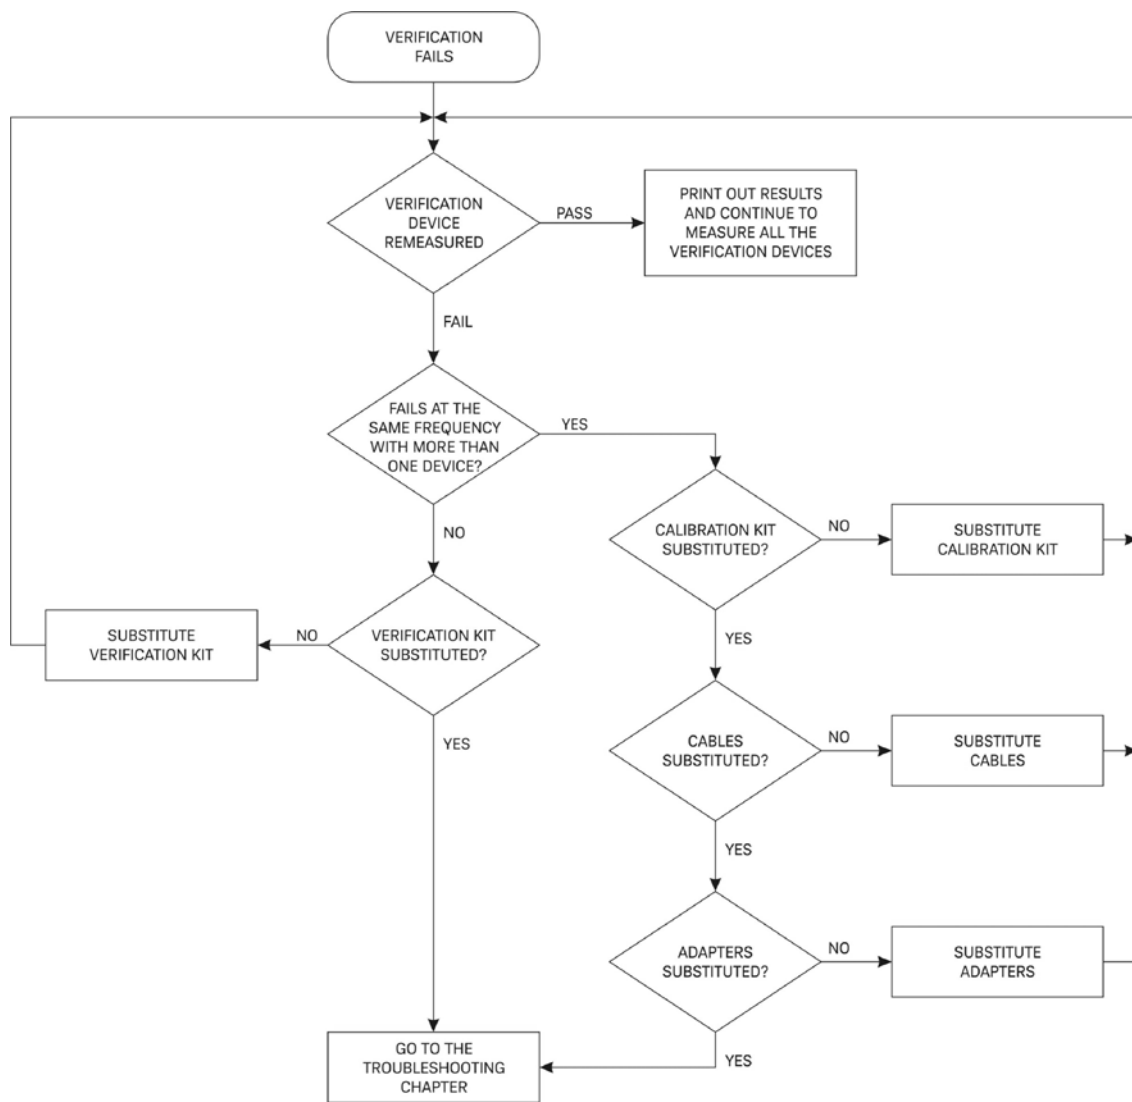 VERIFICATION
FAILS
VERIFICATION
DEVICE
REMEASURED
PASS
PRINT OUT RESULTS
AND CONTINUE TO
MEASURE ALL THE
VERIFICATION DEVICES
FAIL
FAILS AT THE
SAME FREQUENCY
WITH MORE THAN
ONE DEVICE?
YES
NO
CALIBRATION KIT
SUBSTITUTED?
NO
SUBSTITUTE
CALIBRATION KIT
SUBSTITUTE
VERIFICATION KIT
NO
VERIFICATION KIT
SUBSTITUTED?
YES
YES
CABLES
SUBSTITUTED?
NO
SUBSTITUTE
CABLES
YES
ADAPTERS
SUBSTITUTED?
NO
SUBSTITUTE
ADAPTERS
YES
GO TO THE
TROUBLESHOOTING
CHAPTER